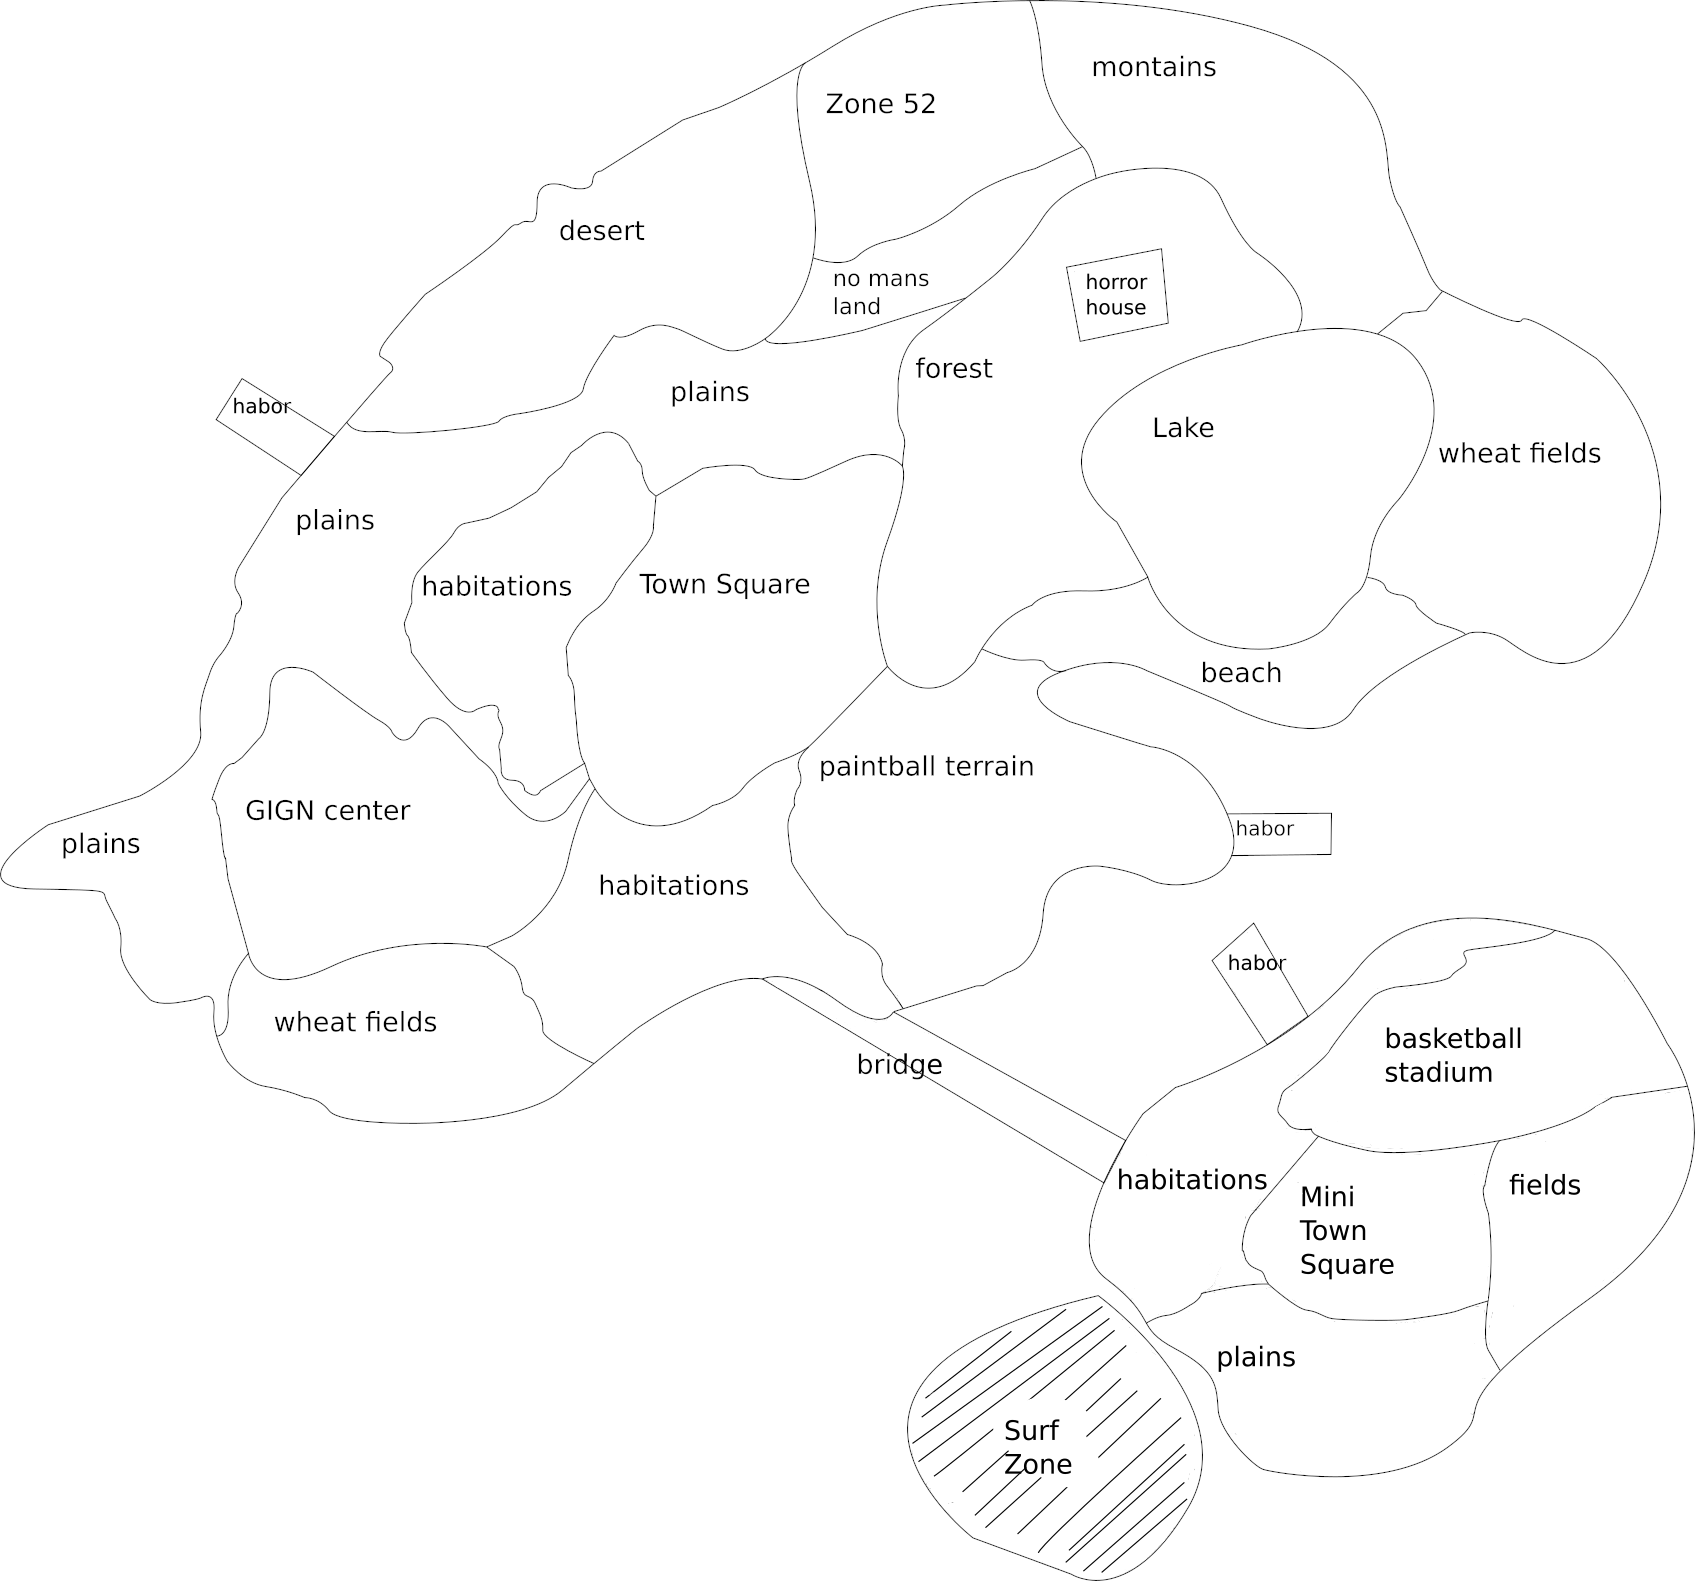 montains
Zone 52
desert
no mans
land
horror
house
forest
plains
habor
Lake
wheat fields
plains
habitations
Town Square
beach
paintball terrain
GIGN center
habor
plains
habitations
habor
wheat fields
basketball
stadium
bridge
habitations
fields
Mini
Town
Square
plains
Surf
Zone